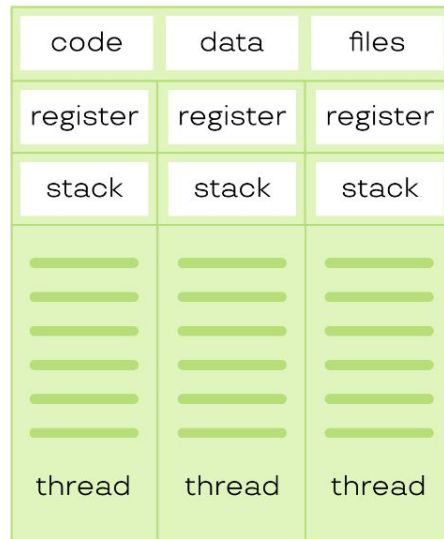 code data files
register register register
stack stack stack
thread thread thread